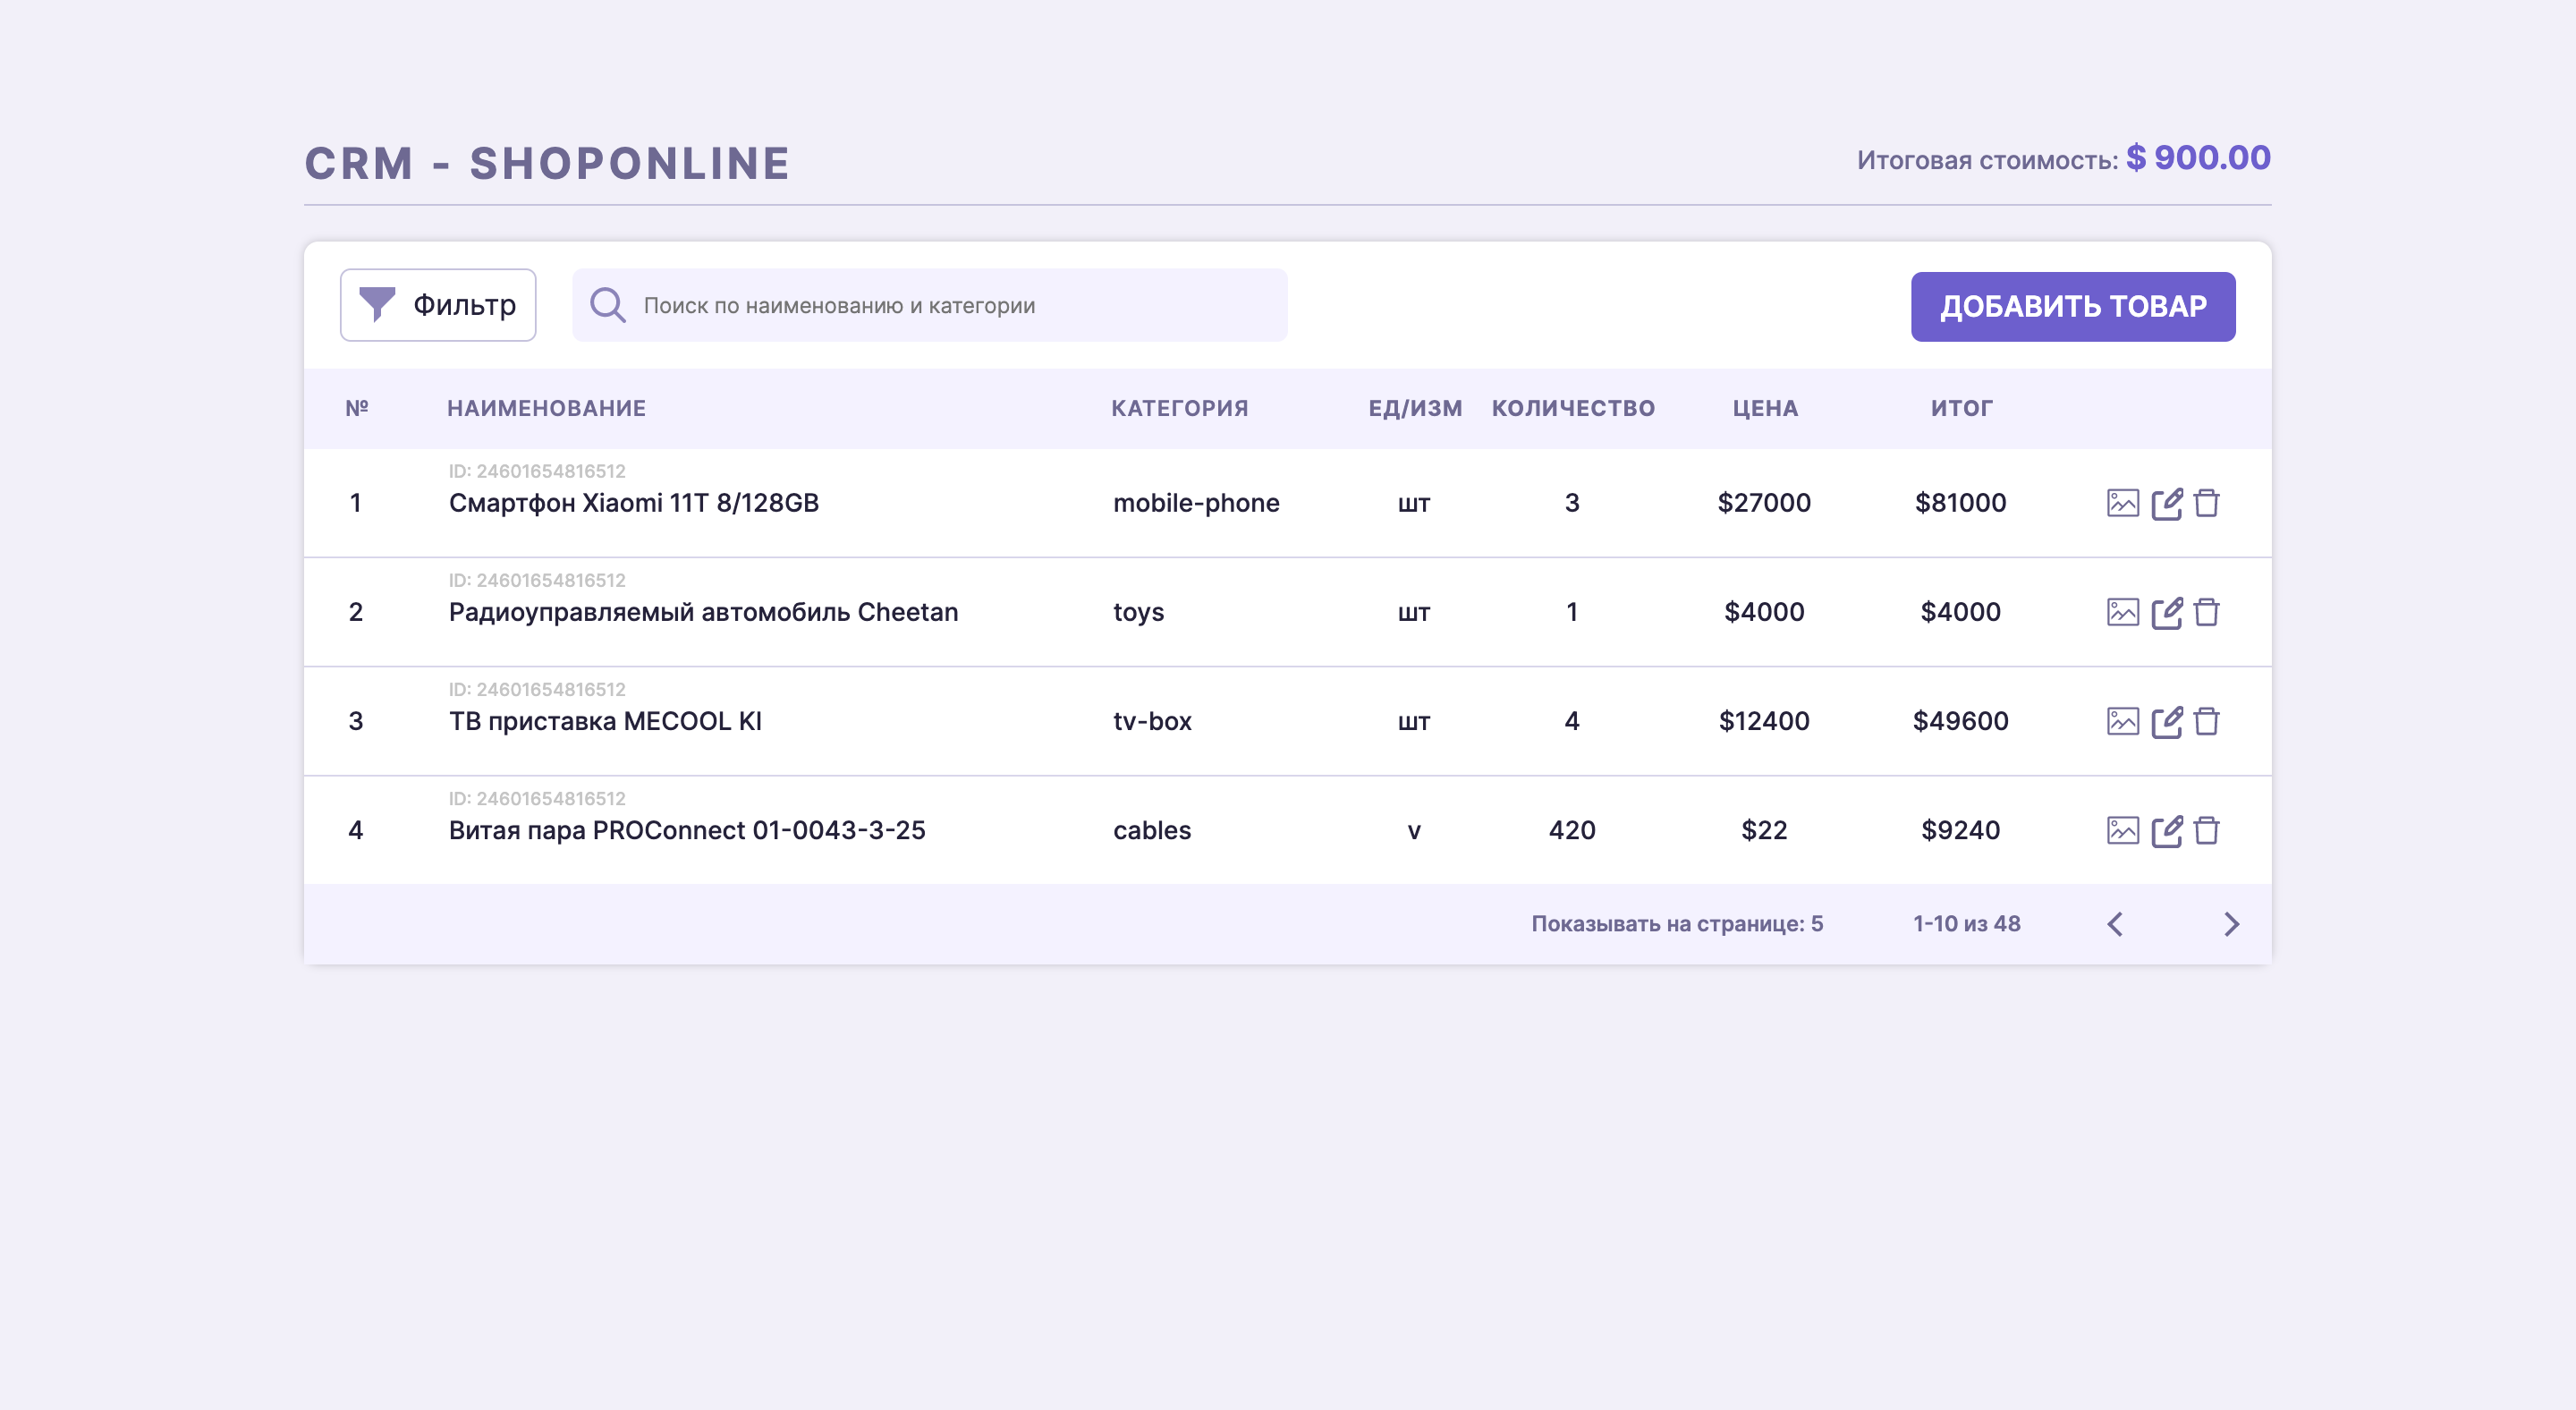 CRM - SHOPONLINE
Итоговая стоимость: $ 900.00
Фильтр
Поиск по наименованию и категории
ДОБАВИТЬ ТОВАР
№ НАИМЕНОВАНИЕ КАТЕГОРИЯ ЕД/ИЗМ КОЛИЧЕСТВО ЦЕНА ИТОГ
ID: 24601654816512
1 Смартфон Xiaomi 11T 8/128GB mobile-phone шт 3 $27000 $81000
ID: 24601654816512
2 Радиоуправляемый автомобиль Cheetan toys шт 1 $4000 $4000
ID: 24601654816512
3 ТВ приставка MECOOL KI tv-box шт 4 $12400 $49600
ID: 24601654816512
4 Витая пара PROConnect 01-0043-3-25 cables v 420 $22 $9240
Показывать на странице: 5 1-10 из 48